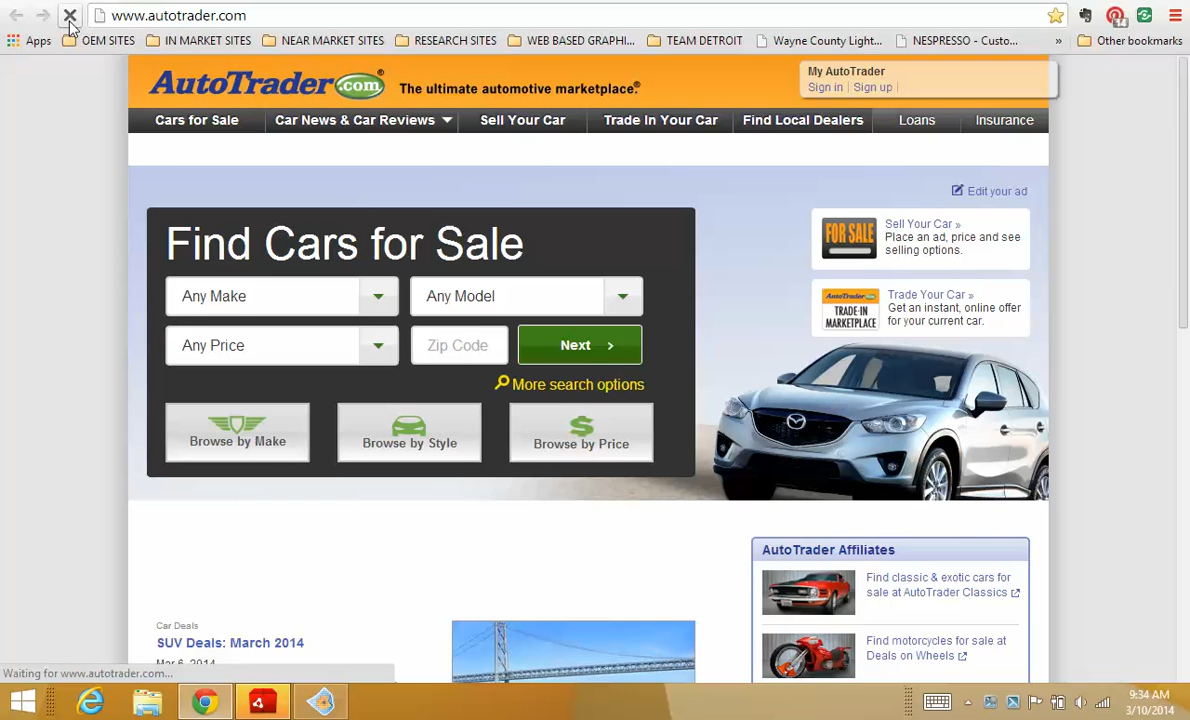 www.autotrader.com
14
Apps OEM SITES IN MARKET SITES NEAR MARKET SITES RESEARCH SITES WEB BASED GRAPHI... TEAM DETROIT Wayne County Light... NESPRESSO - Custo... » Other bookmarks
AutoTrader.com® The ultimate automotive marketplace.®
My AutoTrader
Sign in | Sign up |
Cars for Sale Car News & Car Reviews Sell Your Car Trade In Your Car Find Local Dealers Loans Insurance
Edit your ad
Find Cars for Sale
Any Make Any Model
Any Price Zip Code Next >
More search options
Browse by Make Browse by Style Browse by Price
FOR SALE
Sell Your Car »
Place an ad, price and see
selling options.
AutoTrader
TRADE-IN
MARKETPLACE
Trade Your Car »
Get an instant, online offer
for your current car.
AutoTrader Affiliates
Find classic & exotic cars for
sale at AutoTrader Classics
Find motorcycles for sale at
Deals on Wheels
Car Deals
SUV Deals: March 2014
Mar 6, 2014
Waiting for www.autotrader.com...
9:34 AM
3/10/2014